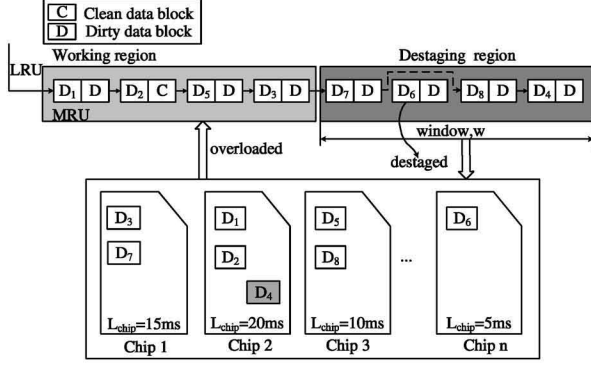 C Clean data block
D Dirty data block
Working region Destaging region
LRU
D1 D D2 C D5 D D3 D D7 D D6 D D8 D D4 D
MRU
window,w
overloaded destaged
D3 D1 D5 D6
D7 D2 D8
...
D4
Lchip=15ms Lchip=20ms Lchip=10ms Lchip=5ms
Chip 1 Chip 2 Chip 3 Chip n